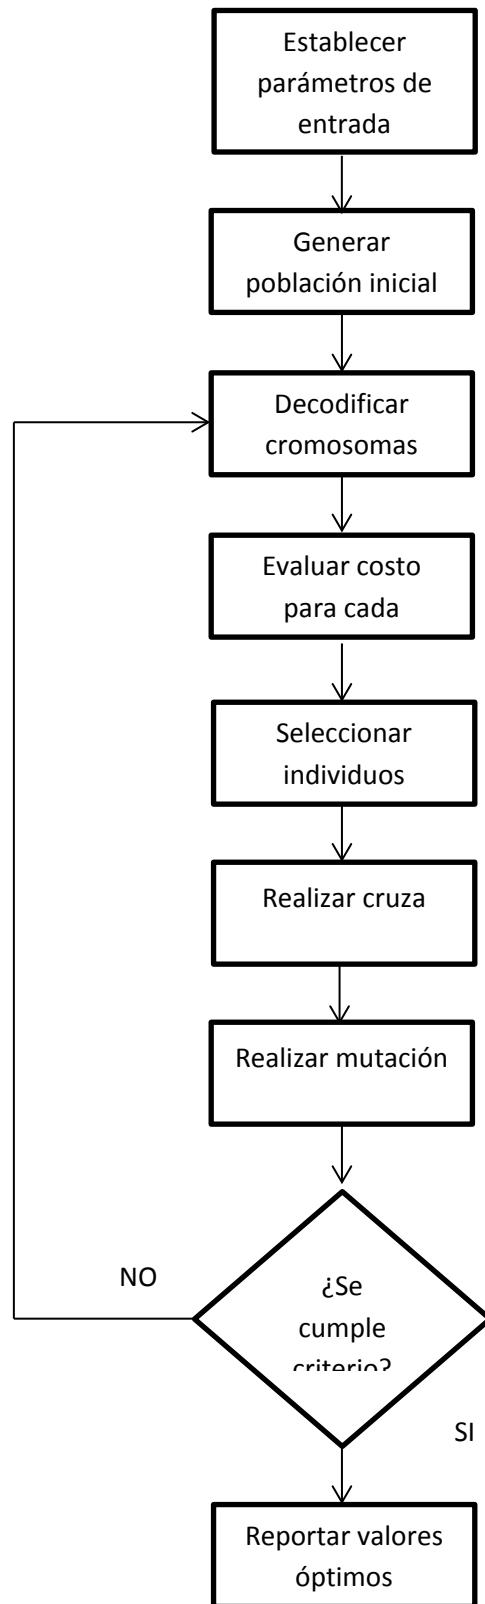 Establecer
parámetros de
entrada
Generar
población inicial
Decodificar
cromosomas
Evaluar costo
para cada
Seleccionar
individuos
Realizar cruza
Realizar mutación
NO
¿Se
cumple
criterio?
SI
Reportar valores
óptimos